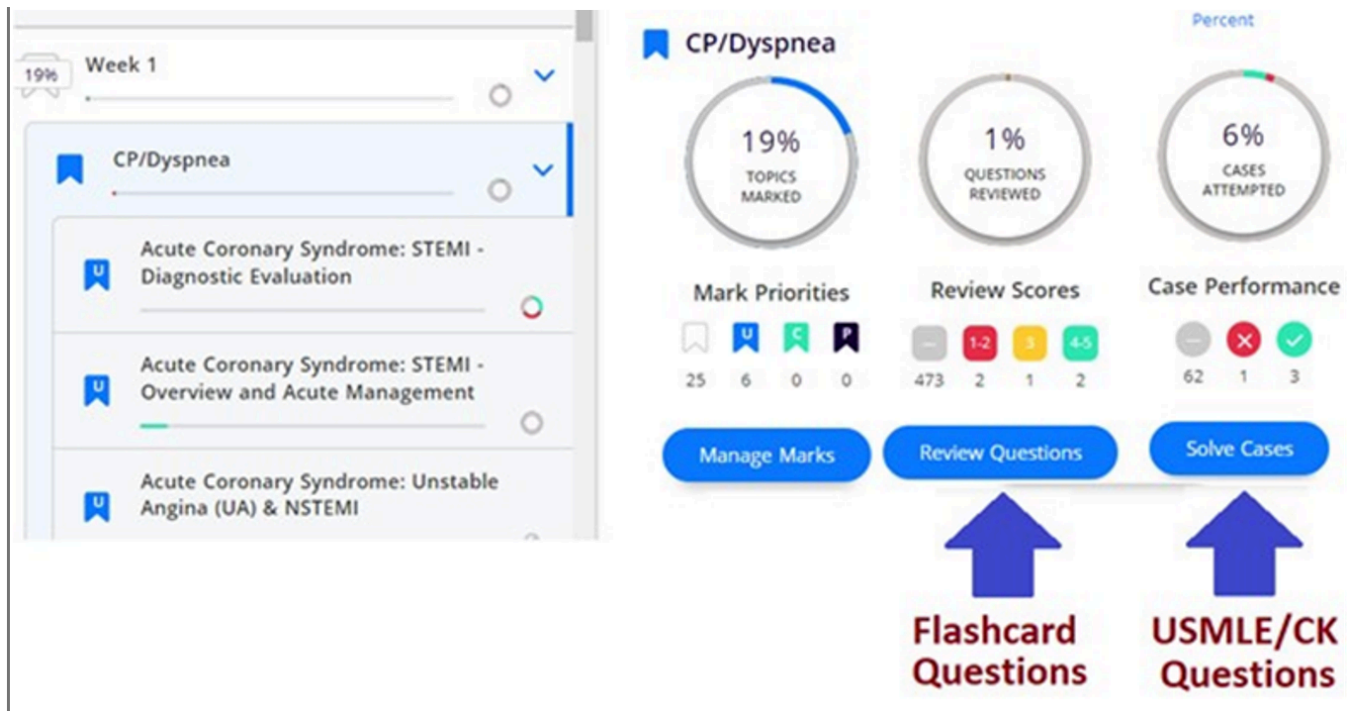 19%
Week 1
CP/Dyspnea
U
Acute Coronary Syndrome: STEMI -
Diagnostic Evaluation
U
Acute Coronary Syndrome: STEMI -
Overview and Acute Management
U
Acute Coronary Syndrome: Unstable
Angina (UA) & NSTEMI
Percent
CP/Dyspnea
19%
TOPICS
MARKED
1%
QUESTIONS
REVIEWED
6%
CASES
ATTEMPTED
Mark Priorities
U C P
25 6 0 0
Manage Marks
Review Scores
1-2 3 4-5
473 2 1 2
Review Questions
Case Performance
62 1 3
Solve Cases
Flashcard
Questions
USMLE/CK
Questions